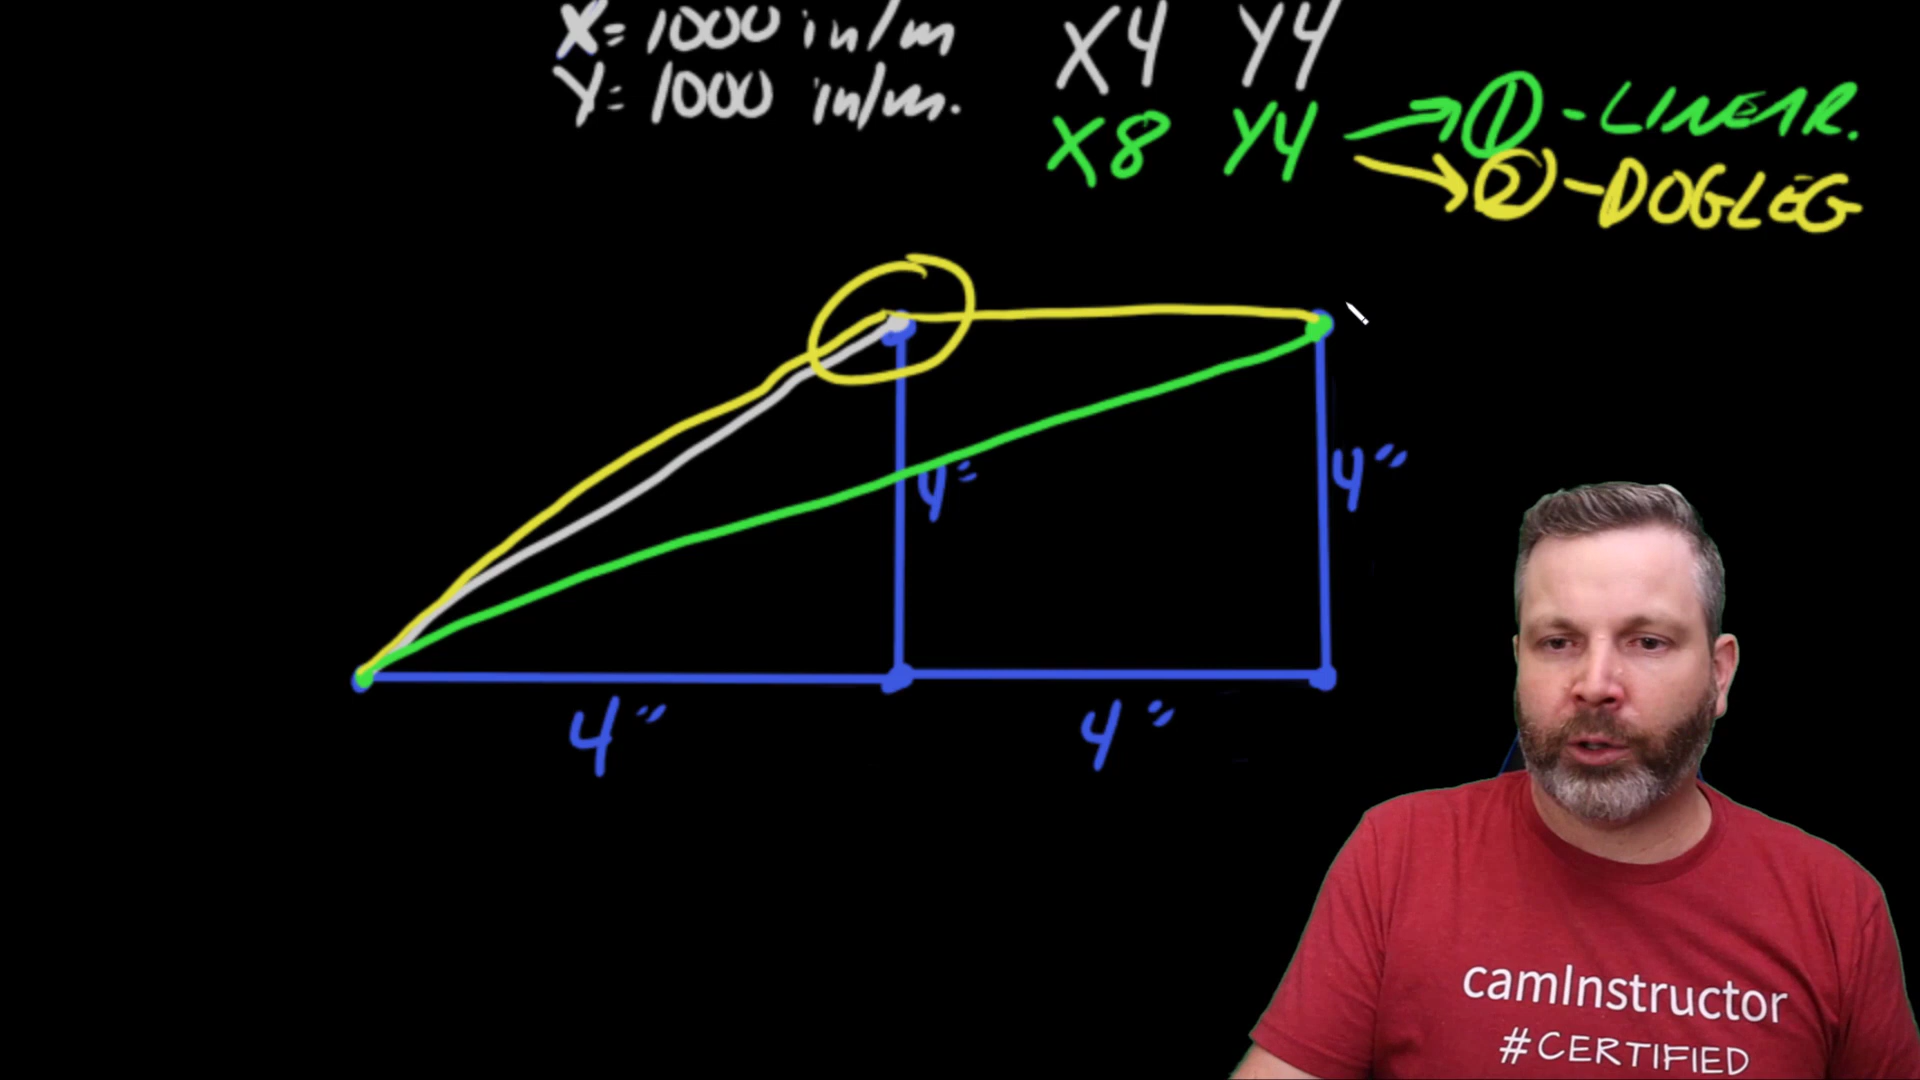 X= 1000 in/m
Y= 1000 in/m.
X4 Y4
X8 Y4
① - LINEAR.
② - DOGLEG
4"
4"
4"
4"
camInstructor
#CERTIFIED